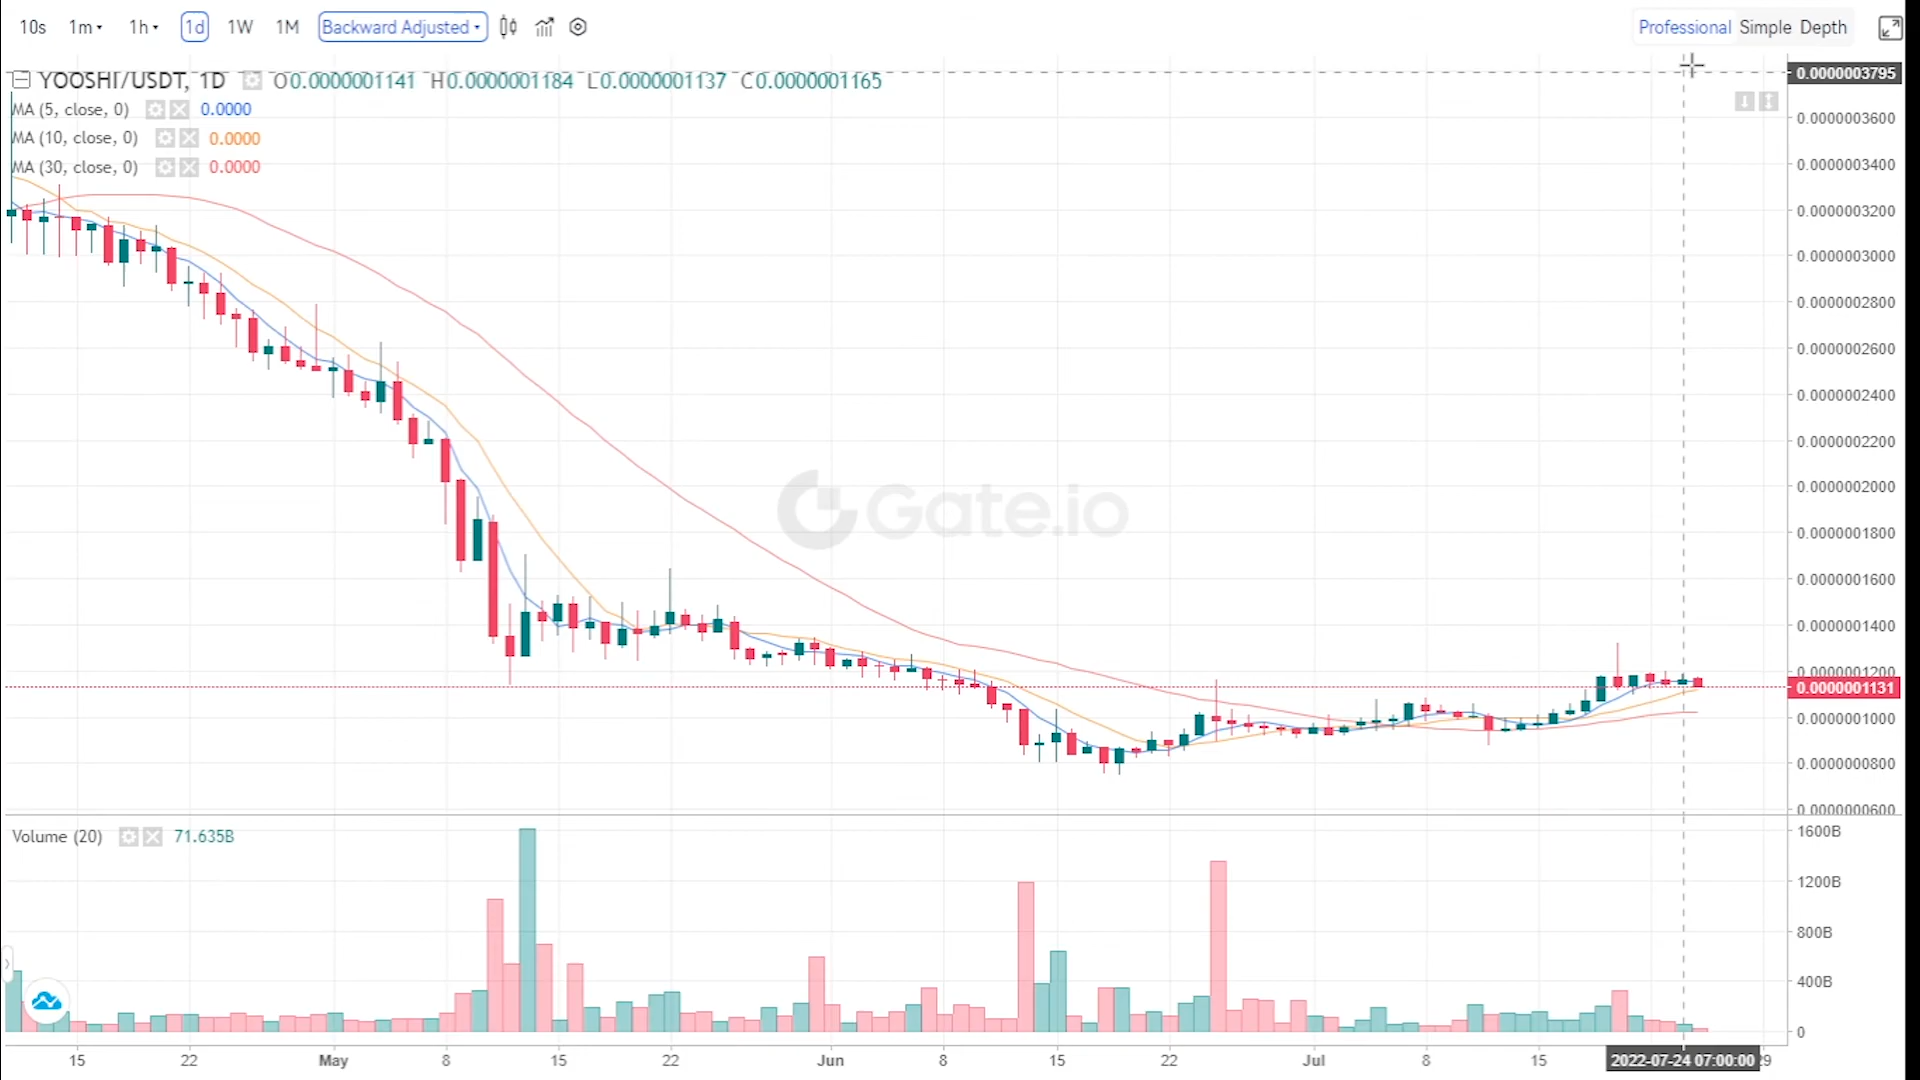 10s 1m 1h 1d 1W 1M Backward Adjusted Professional Simple Depth
YOOSHI/USDT, 1D O0.0000001141 H0.0000001184 L0.0000001137 C0.0000001165
MA (5, close, 0) 0.0000
MA (10, close, 0) 0.0000
MA (30, close, 0) 0.0000
0.0000003795
0.0000003600
0.0000003400
0.0000003200
0.0000003000
0.0000002800
0.0000002600
0.0000002400
0.0000002200
0.0000002000
Gate.io
0.0000001800
0.0000001600
0.0000001400
0.0000001200
0.0000001131
0.0000001000
0.0000000800
0.0000000600
Volume (20) 71.635B
1600B
1200B
800B
400B
0
15 22 May 8 15 22 Jun 8 15 22 Jul 8 15 2022-07-24 07:00:00 29